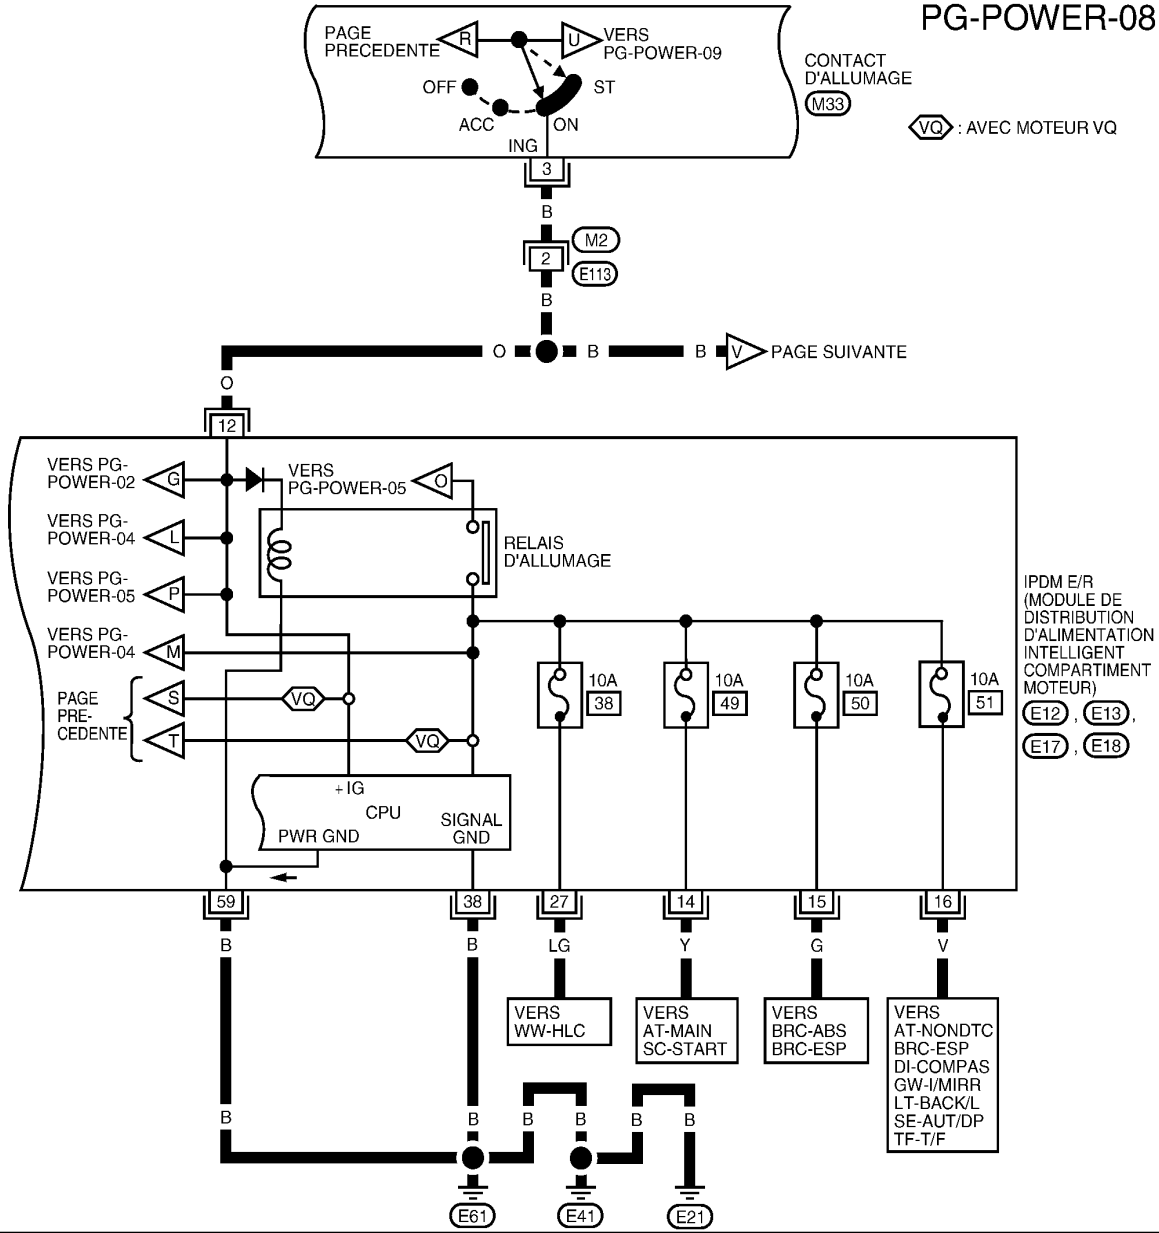 PG-POWER-08
PAGE
PRECEDENTE
R
U
VERS
PG-POWER-09
OFF
ST
ACC
ON
ING
CONTACT
D'ALLUMAGE
M33
VQ : AVEC MOTEUR VQ
3
B
M2
2
E113
B
O
B
B
V
PAGE SUIVANTE
O
12
VERS PG-
POWER-02
G
VERS
PG-POWER-05
O
VERS PG-
POWER-04
L
RELAIS
D'ALLUMAGE
VERS PG-
POWER-05
P
VERS PG-
POWER-04
M
PAGE
PRE-
CEDENTE
S
VQ
T
VQ
10A
38
10A
49
10A
50
10A
51
IPDM E/R
(MODULE DE
DISTRIBUTION
D'ALIMENTATION
INTELLIGENT
COMPARTIMENT
MOTEUR)
E12 , E13 ,
E17 , E18
+IG
CPU
PWR GND
SIGNAL
GND
59
38
27
14
15
16
B
B
LG
Y
G
V
VERS
WW-HLC
VERS
AT-MAIN
SC-START
VERS
BRC-ABS
BRC-ESP
VERS
AT-NONDTC
BRC-ESP
DI-COMPAS
GW-I/MIRR
LT-BACK/L
SE-AUT/DP
TF-T/F
B
B
B
B
B
B
E61
E41
E21